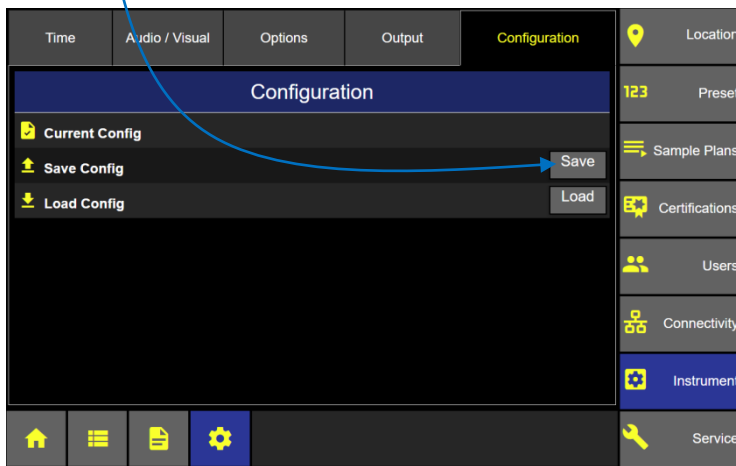 Time
Audio / Visual
Options
Output
Configuration
Configuration
Current Config
Save Config
Save
Load Config
Load
Location
123
Preset
Sample Plans
Certifications
Users
Connectivity
Instrument
Service